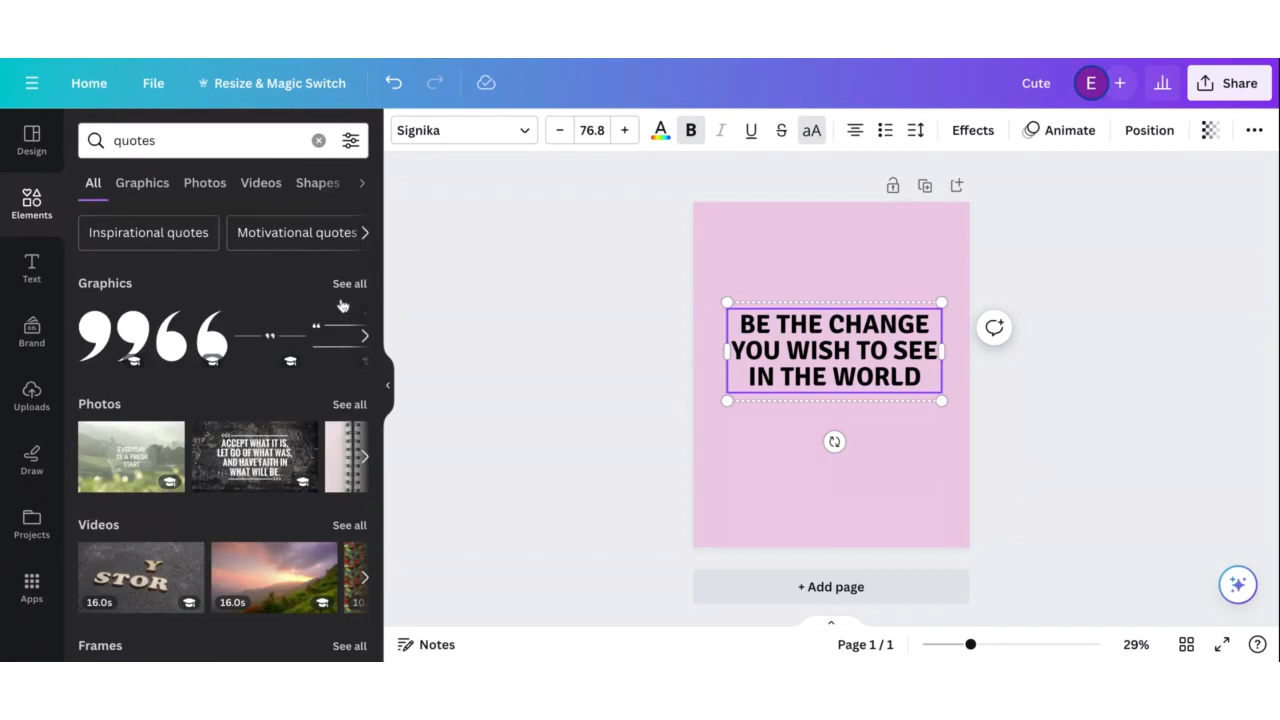 Home File Resize & Magic Switch Cute E + Share
Design
Elements
Text
Brand
Uploads
Draw
Projects
Apps
quotes
All Graphics Photos Videos Shapes
Inspirational quotes Motivational quotes
Graphics See all
Photos See all
EVERYDAY
IS A FRESH
START
ACCEPT WHAT IT IS,
LET GO OF WHAT WAS,
AND HAVE FAITH IN
WHAT WILL BE.
Videos See all
STORY
16.0s 16.0s 10
Frames See all
Signika – 76.8 + A B I U S aA Effects Animate Position
BE THE CHANGE
YOU WISH TO SEE
IN THE WORLD
+ Add page
Notes Page 1 / 1 29%